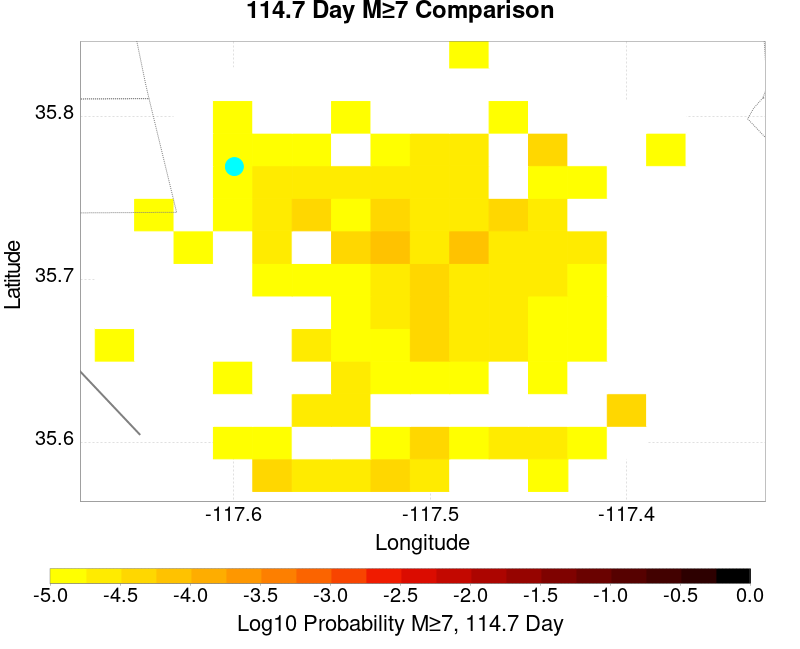 114.7 Day M≥7 Comparison
35.8
35.7
35.6
Latitude
-117.6 -117.5 -117.4
Longitude
-5.0 -4.5 -4.0 -3.5 -3.0 -2.5 -2.0 -1.5 -1.0 -0.5 0.0
Log10 Probability M≥7, 114.7 Day